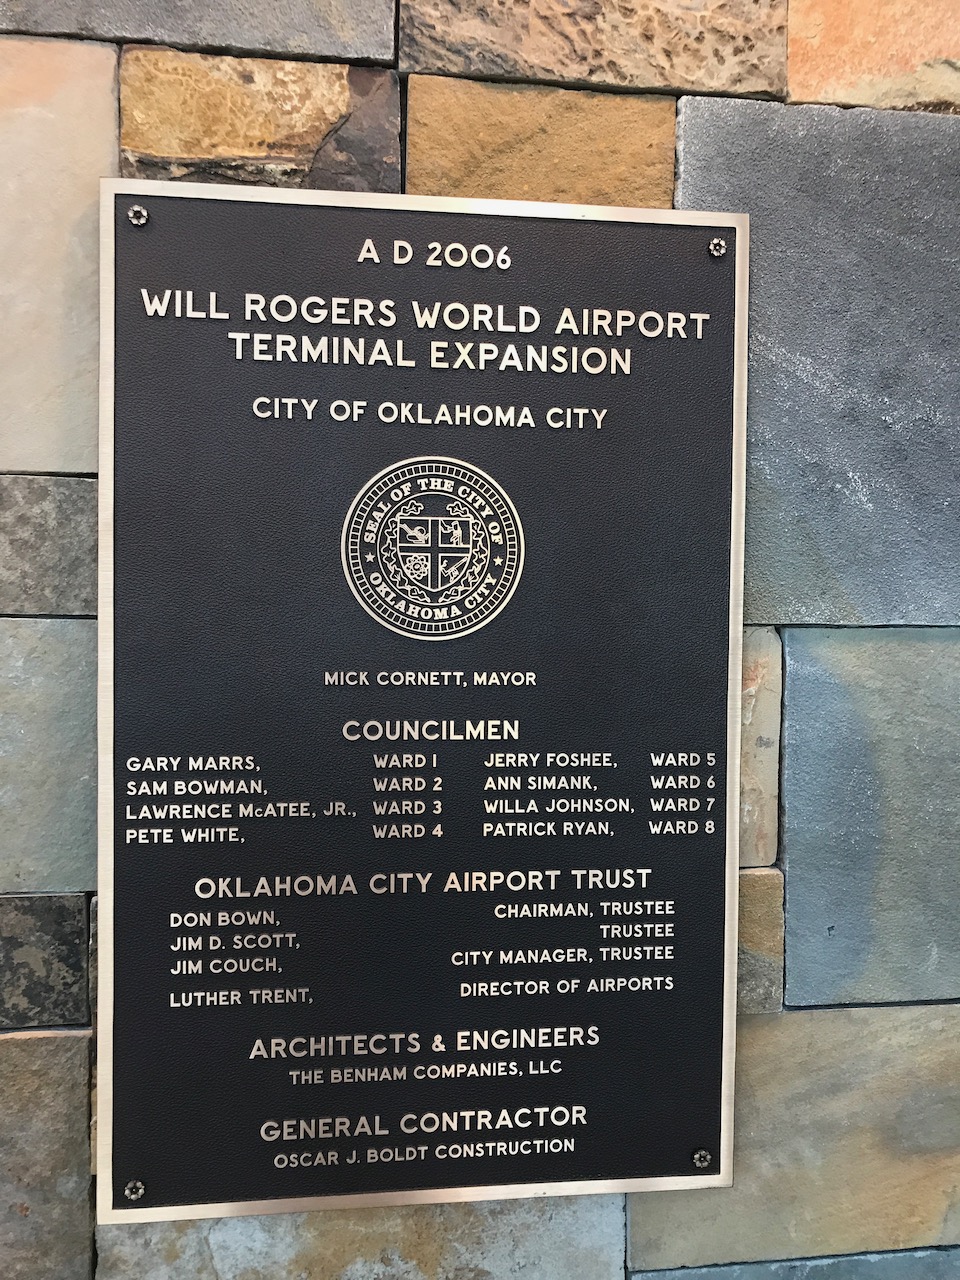 A D 2006
WILL ROGERS WORLD AIRPORT
TERMINAL EXPANSION
CITY OF OKLAHOMA CITY
SEAL OF THE CITY OF
OKLAHOMA CITY
MICK CORNETT, MAYOR
COUNCILMEN
GARY MARRS, WARD 1 JERRY FOSHEE, WARD 5
SAM BOWMAN, WARD 2 ANN SIMANK, WARD 6
LAWRENCE McATEE, JR., WARD 3 WILLA JOHNSON, WARD 7
PETE WHITE, WARD 4 PATRICK RYAN, WARD 8
OKLAHOMA CITY AIRPORT TRUST
DON BOWN, CHAIRMAN, TRUSTEE
JIM D. SCOTT, TRUSTEE
JIM COUCH, CITY MANAGER, TRUSTEE
LUTHER TRENT, DIRECTOR OF AIRPORTS
ARCHITECTS & ENGINEERS
THE BENHAM COMPANIES, LLC
GENERAL CONTRACTOR
OSCAR J. BOLDT CONSTRUCTION